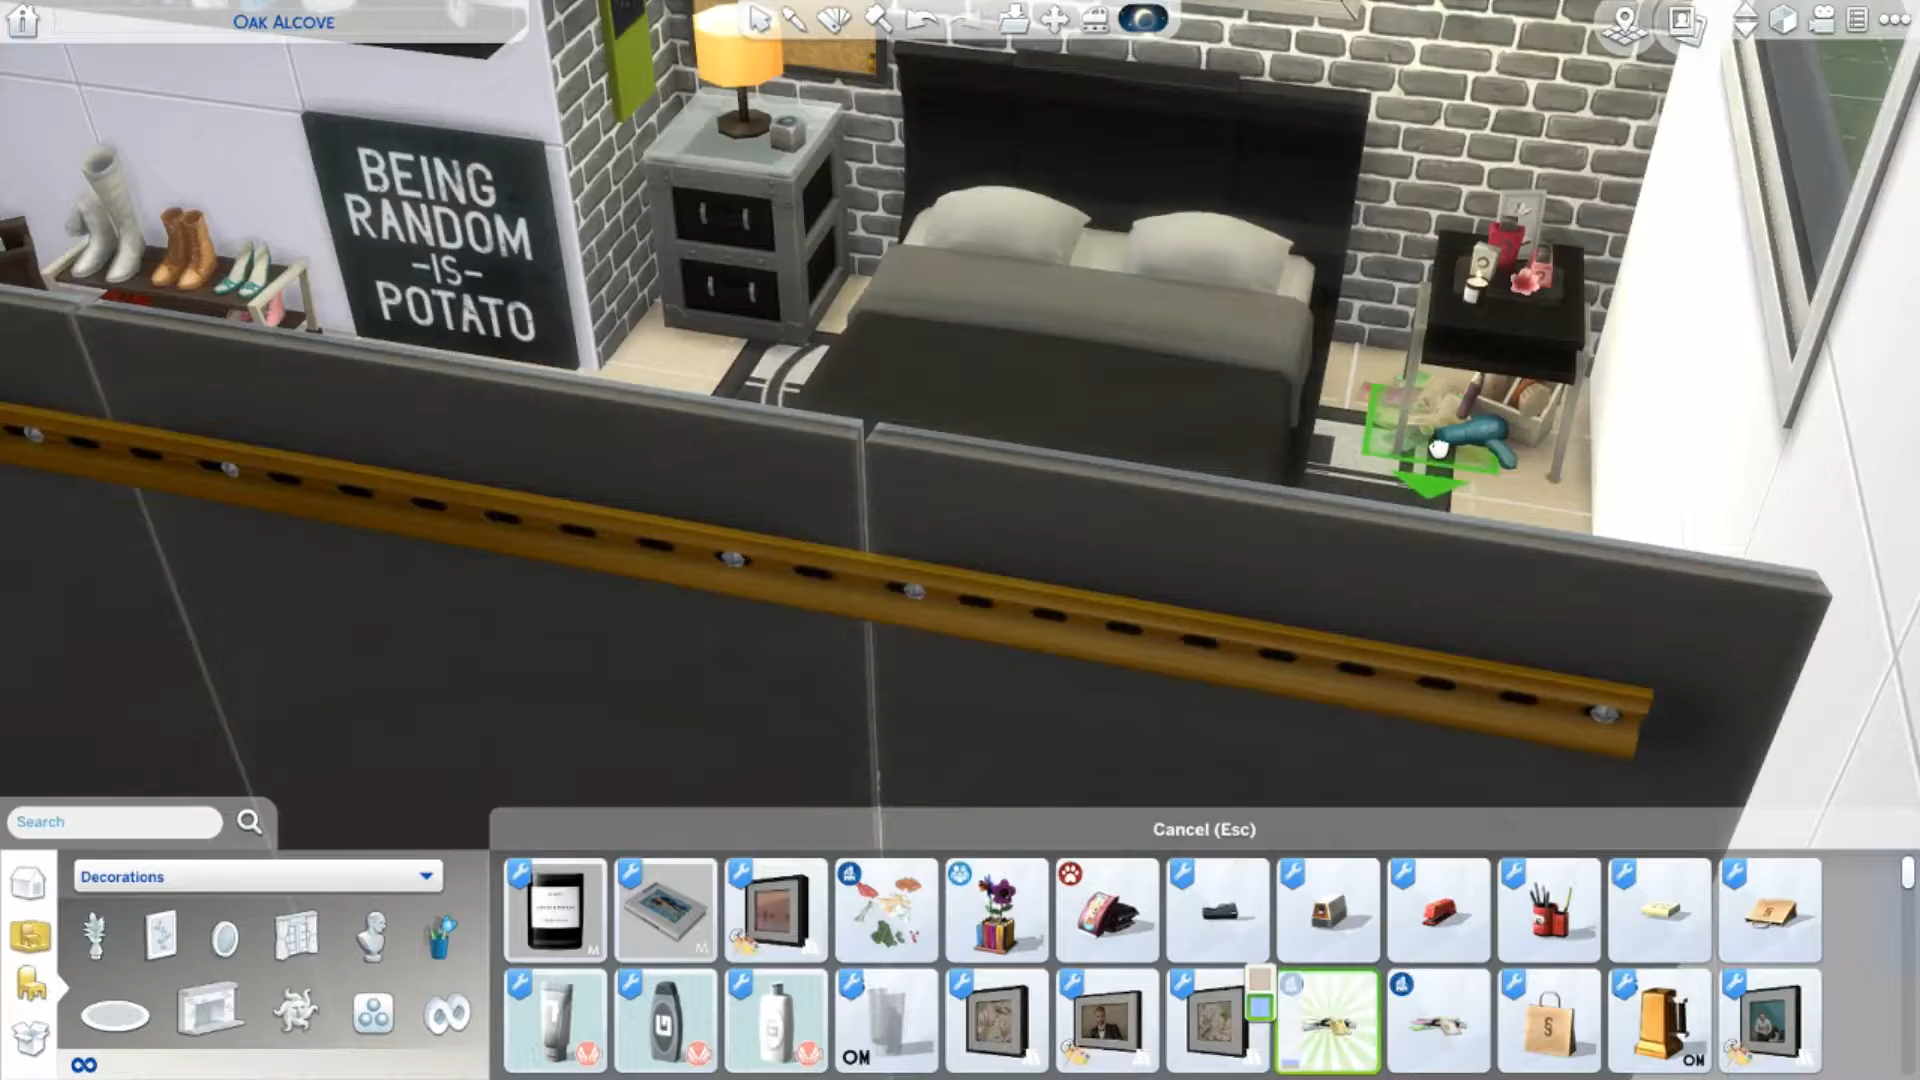 OAK ALCOVE
BEING
RANDOM
-IS-
POTATO
Search
Cancel (Esc)
Decorations
M
M
OM
§
§
OM